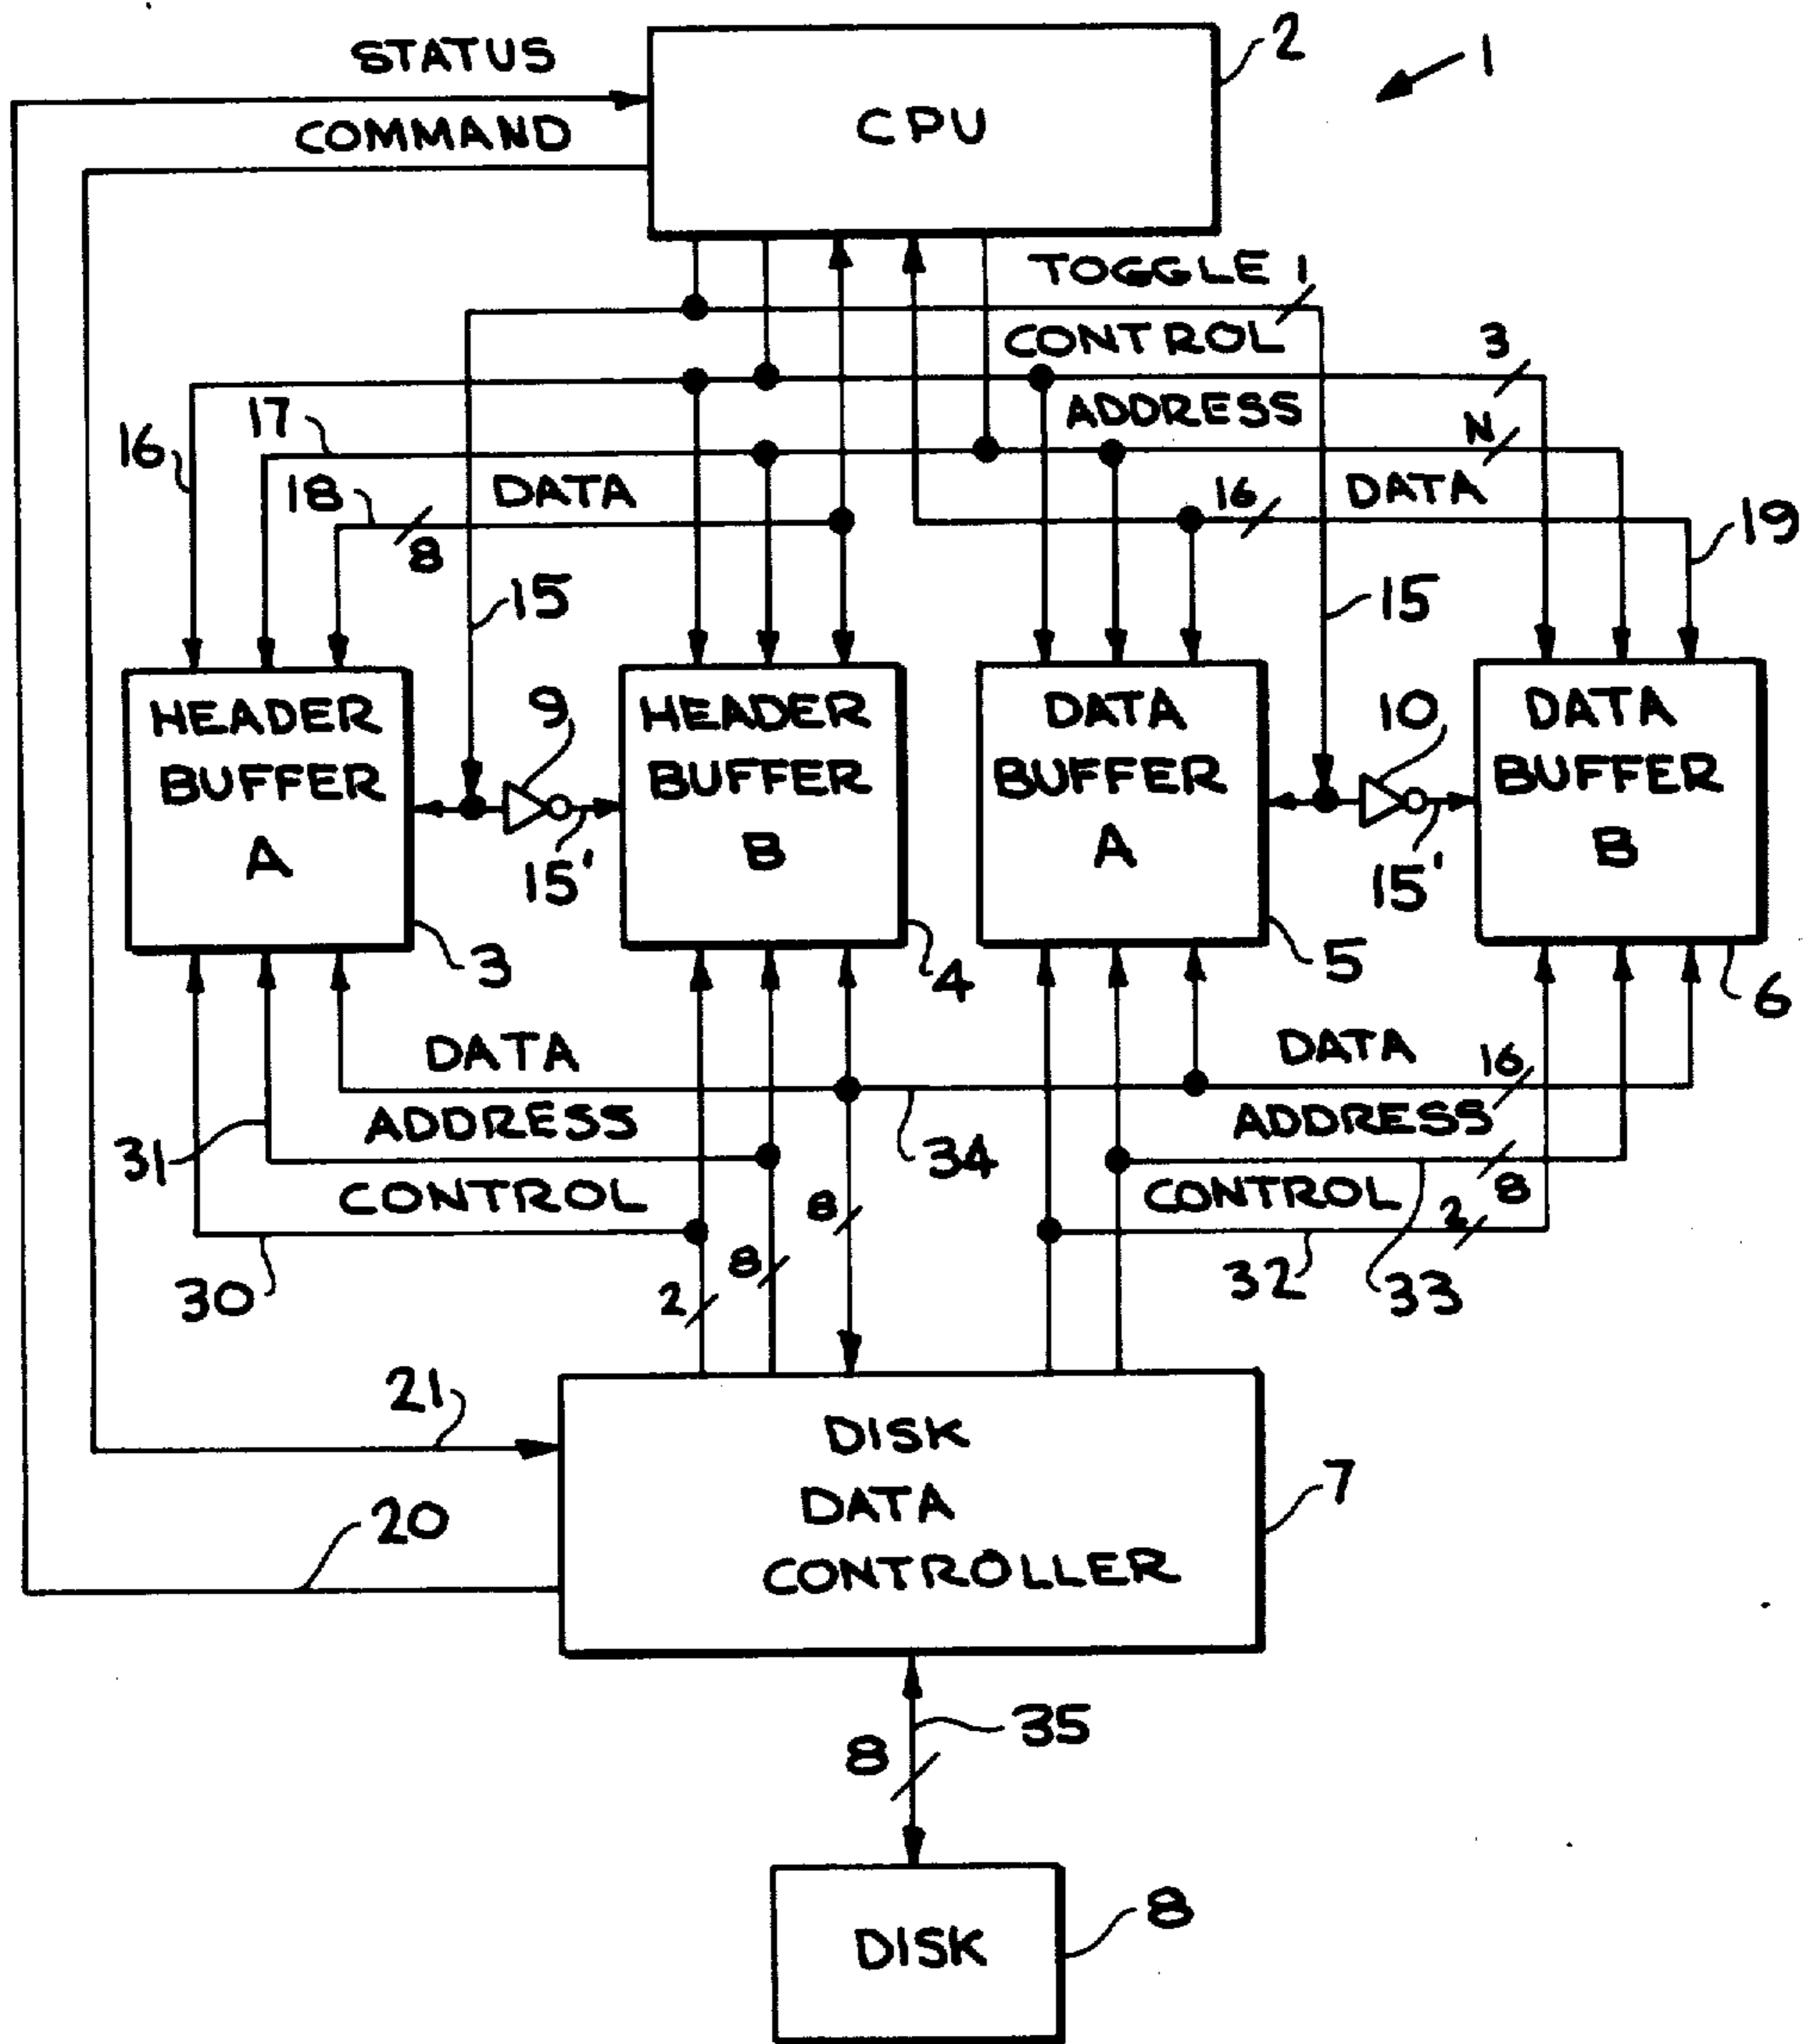 STATUS
COMMAND
CPU
2
1
TOGGLE 1
CONTROL
3
ADDRESS
N
16
17
18
DATA
8
16
DATA
19
15
15
HEADER
BUFFER
A
9
15'
HEADER
BUFFER
B
DATA
BUFFER
A
10
15'
DATA
BUFFER
B
3
4
5
6
DATA
DATA
16
ADDRESS
ADDRESS
31
34
8
CONTROL
CONTROL
8
2
30
2
8
32
33
21
20
DISK
DATA
CONTROLLER
7
35
8
DISK
8